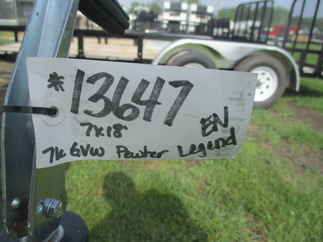 * 13647
7x18'
EN
7k GVW Pewter Legend